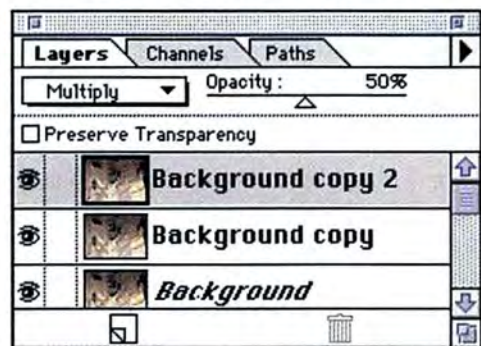 Layers Channels Paths
Multiply Opacity: 50%
Preserve Transparency
Background copy 2
Background copy
Background